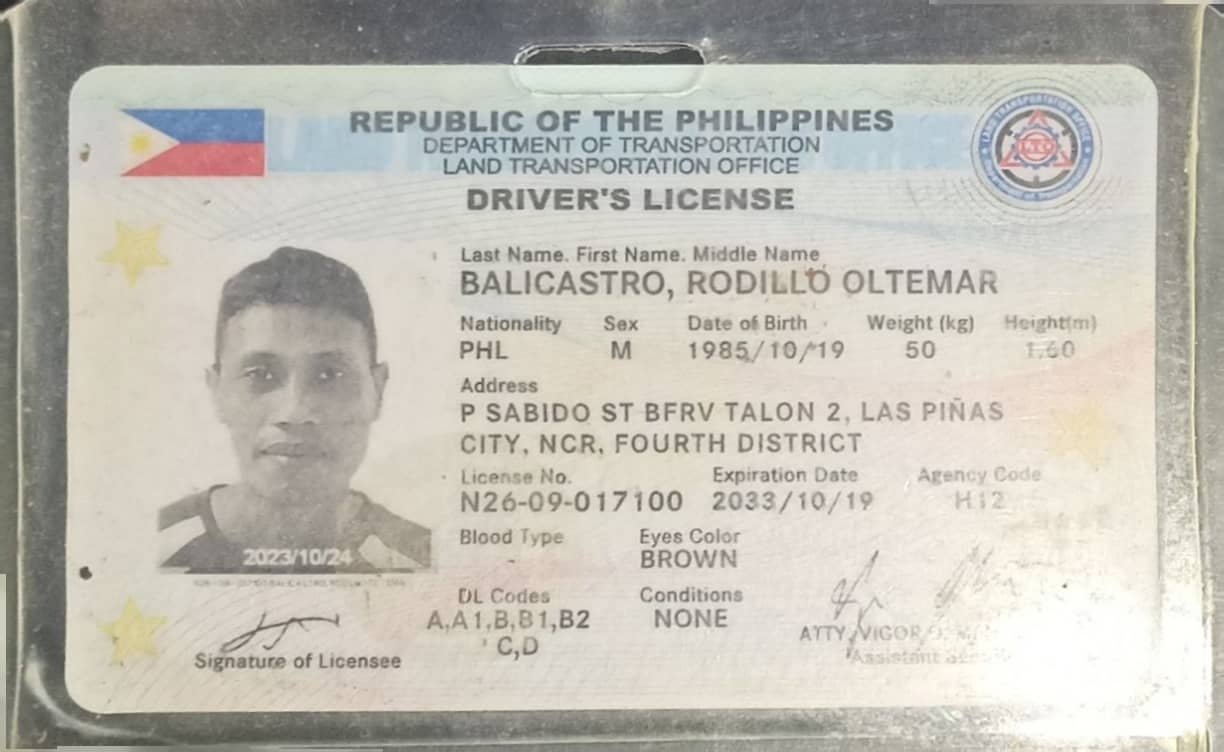 REPUBLIC OF THE PHILIPPINES
DEPARTMENT OF TRANSPORTATION
LAND TRANSPORTATION OFFICE
DRIVER'S LICENSE
LAND TRANSPORTATION OFFICE
LTO
Last Name. First Name. Middle Name
BALICASTRO, RODILLO OLTEMAR
Nationality Sex Date of Birth Weight (kg) Height(m)
PHL M 1985/10/19 50 1.60
Address
P SABIDO ST BFRV TALON 2, LAS PIÑAS
CITY, NCR, FOURTH DISTRICT
License No. Expiration Date Agency Code
N26-09-017100 2033/10/19 H12
Blood Type Eyes Color
BROWN
2023/10/24
DL Codes Conditions
A,A1,B,B1,B2 NONE
C,D
ATTY VIGOR
Assistant
Signature of Licensee